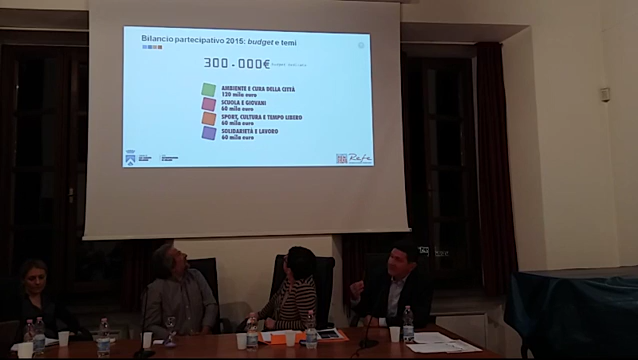 Bilancio partecipativo 2015: budget e temi
300.000€
AMBIENTE E CURA DELLA CITTÀ
120 mila euro
SCUOLA E GIOVANI
60 mila euro
SPORT, CULTURA E TEMPO LIBERO
60 mila euro
SOLIDARIETÀ E LAVORO
60 mila euro
Refe